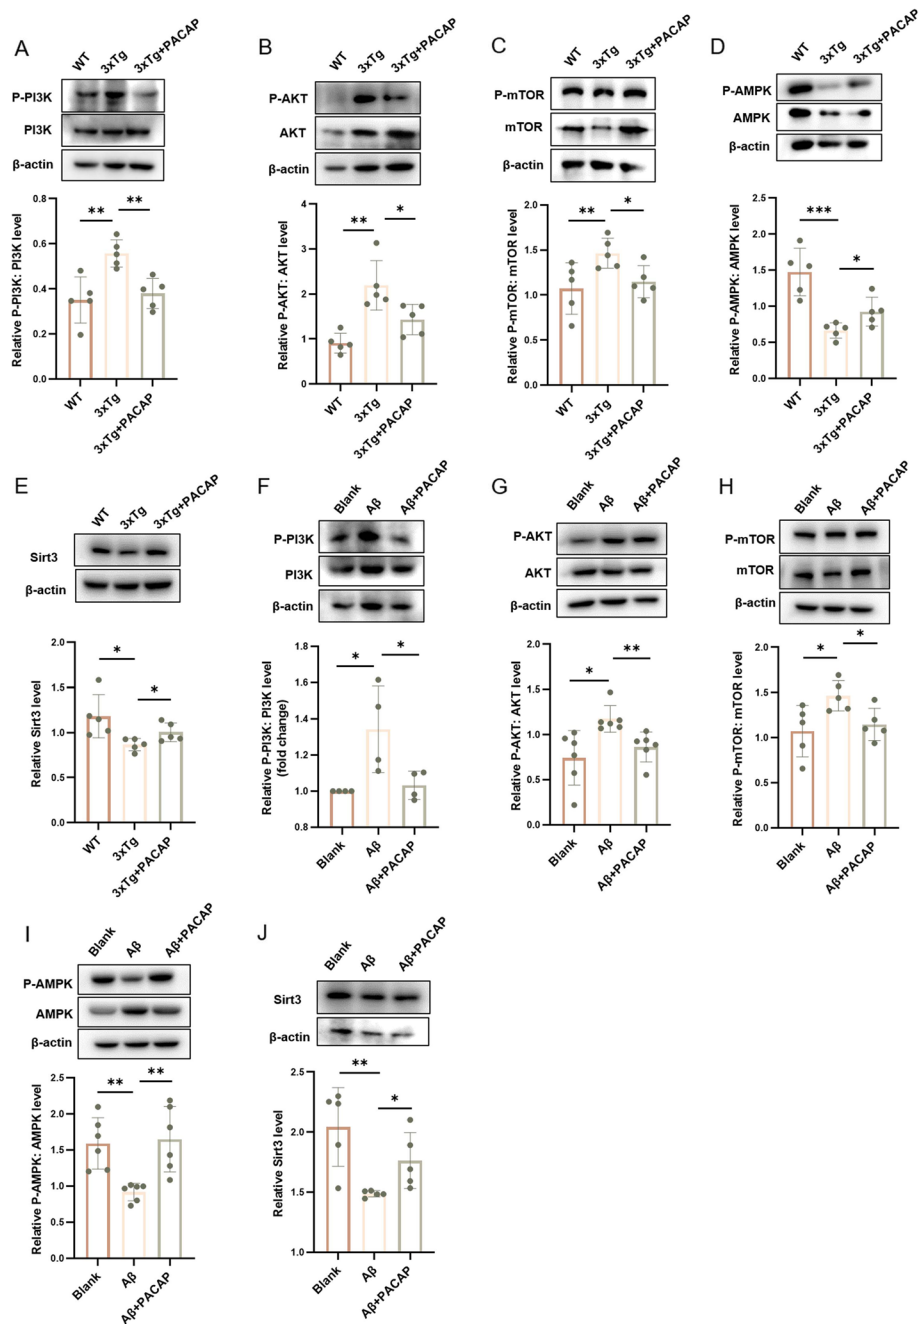 A
WT
3xTg
3xTg+PACAP
P-PI3K
PI3K
β-actin
Relative P-PI3K: PI3K level
0.8
0.6
0.4
0.2
0.0
**
**
WT
3xTg
3xTg+PACAP
B
WT
3xTg
3xTg+PACAP
P-AKT
AKT
β-actin
Relative P-AKT: AKT level
4
3
2
1
0
**
*
WT
3xTg
3xTg+PACAP
C
WT
3xTg
3xTg+PACAP
P-mTOR
mTOR
β-actin
Relative P-mTOR: mTOR level
2.0
1.5
1.0
0.5
0.0
**
*
WT
3xTg
3xTg+PACAP
D
WT
3xTg
3xTg+PACAP
P-AMPK
AMPK
β-actin
Relative P-AMPK: AMPK level
2.5
2.0
1.5
1.0
0.5
0.0
***
*
WT
3xTg
3xTg+PACAP
E
WT
3xTg
3xTg+PACAP
Sirt3
β-actin
Relative Sirt3 level
2.0
1.5
1.0
0.5
0.0
*
*
WT
3xTg
3xTg+PACAP
F
Blank
Aβ
Aβ+PACAP
P-PI3K
PI3K
β-actin
Relative P-PI3K: PI3K level
(fold change)
1.8
1.6
1.4
1.2
1.0
0.8
*
*
Blank
Aβ
Aβ+PACAP
G
Blank
Aβ
Aβ+PACAP
P-AKT
AKT
β-actin
Relative P-AKT: AKT level
2.0
1.5
1.0
0.5
0.0
*
**
Blank
Aβ
Aβ+PACAP
H
Blank
Aβ
Aβ+PACAP
P-mTOR
mTOR
β-actin
Relative P-mTOR: mTOR level
2.0
1.5
1.0
0.5
0.0
*
*
Blank
Aβ
Aβ+PACAP
I
Blank
Aβ
Aβ+PACAP
P-AMPK
AMPK
β-actin
Relative P-AMPK: AMPK level
2.5
2.0
1.5
1.0
0.5
0.0
**
**
Blank
Aβ
Aβ+PACAP
J
Blank
Aβ
Aβ+PACAP
Sirt3
β-actin
Relative Sirt3 level
2.5
2.0
1.5
1.0
**
*
Blank
Aβ
Aβ+PACAP